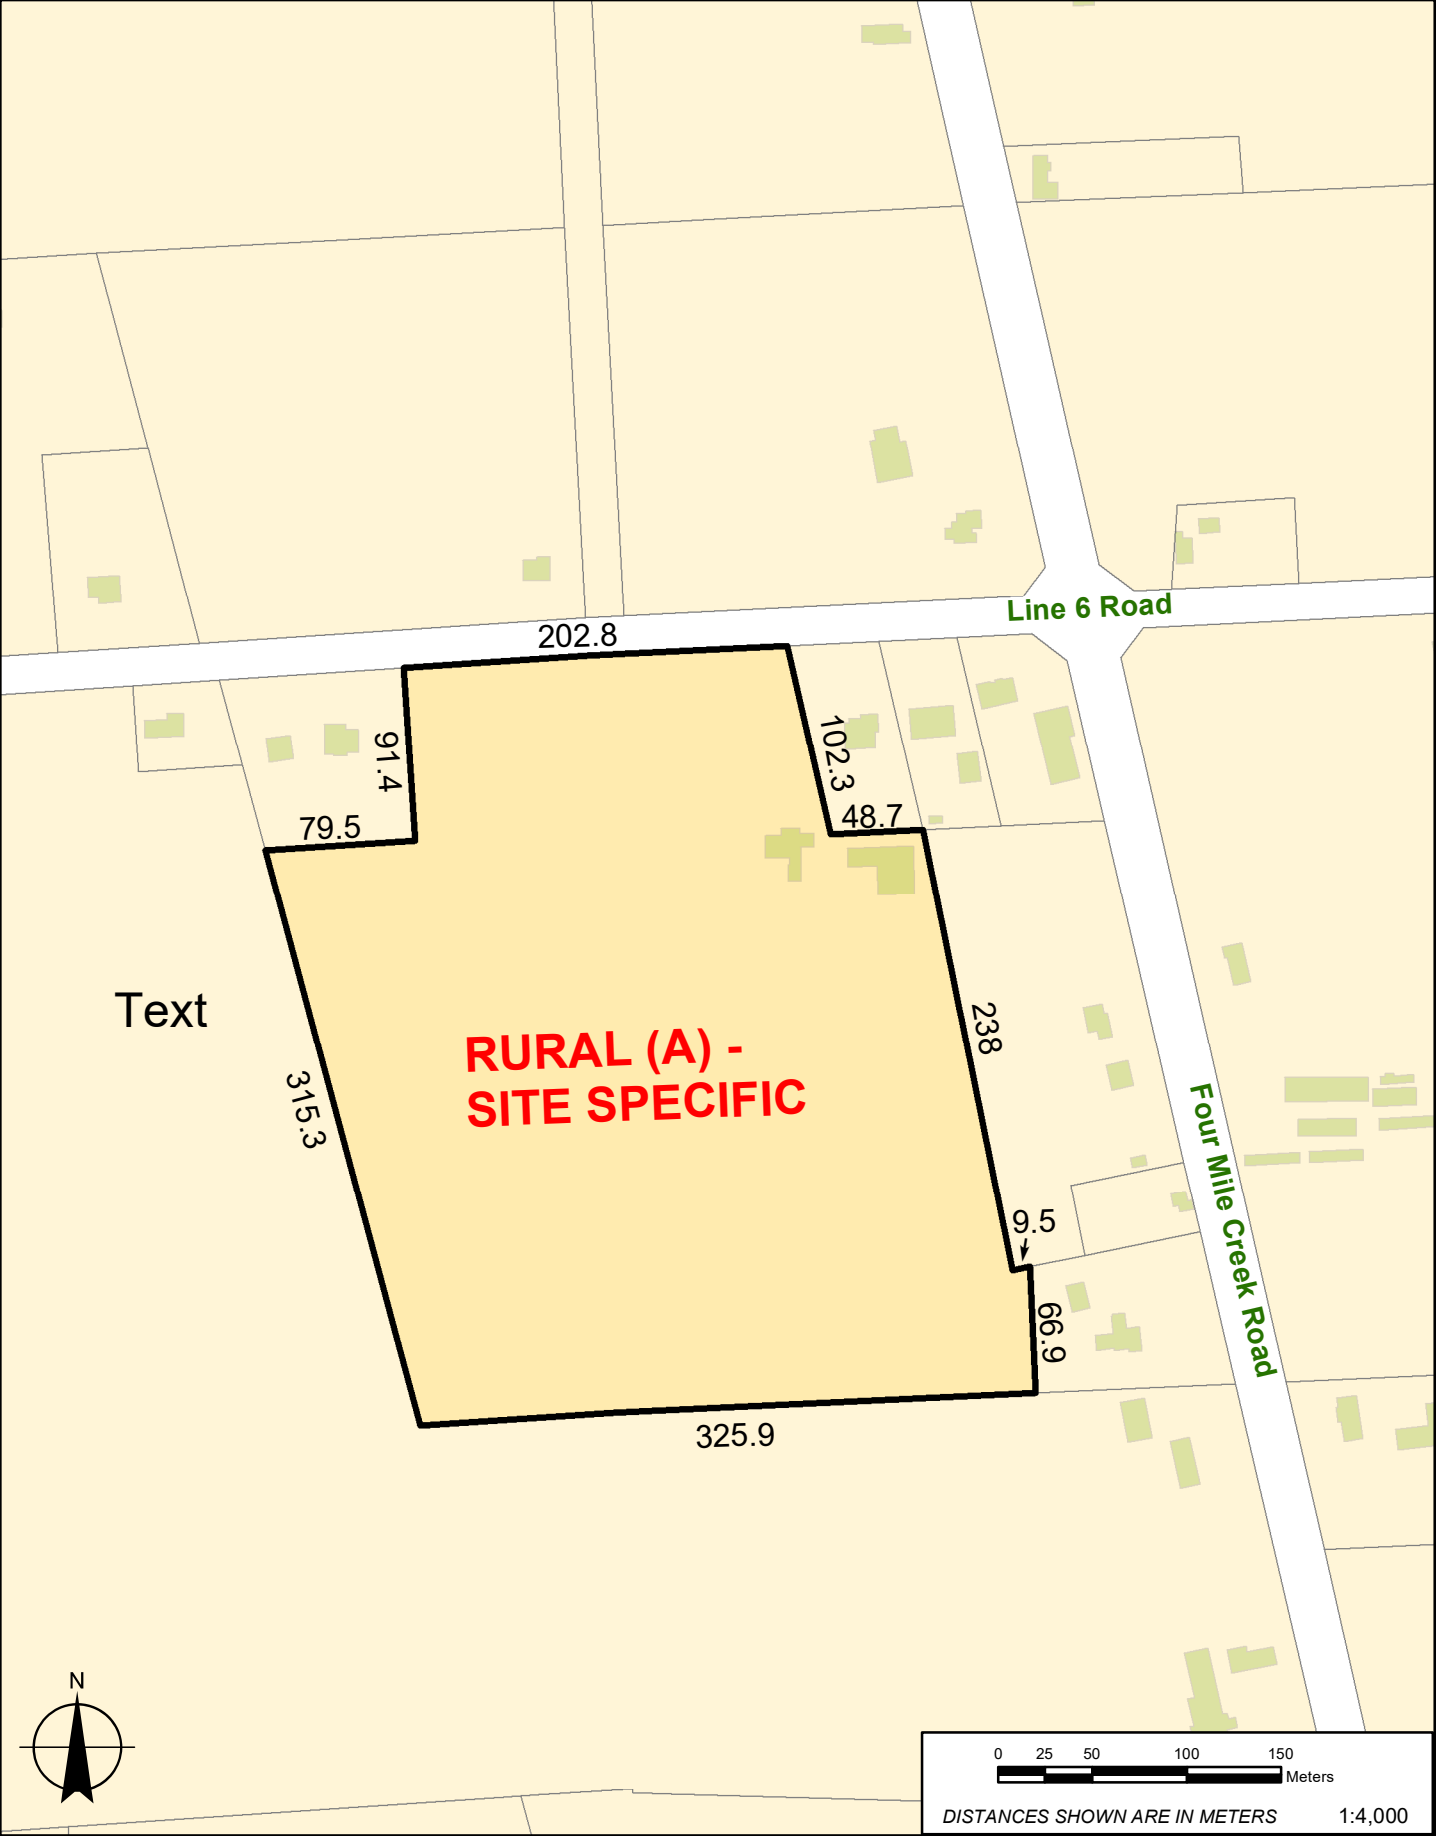 Line 6 Road
202.8
91.4
102.3
79.5
48.7
Text
238
RURAL (A) -
SITE SPECIFIC
315.3
Four Mile Creek Road
9.5
66.9
325.9
N
0 25 50 100 150
Meters
DISTANCES SHOWN ARE IN METERS 1:4,000